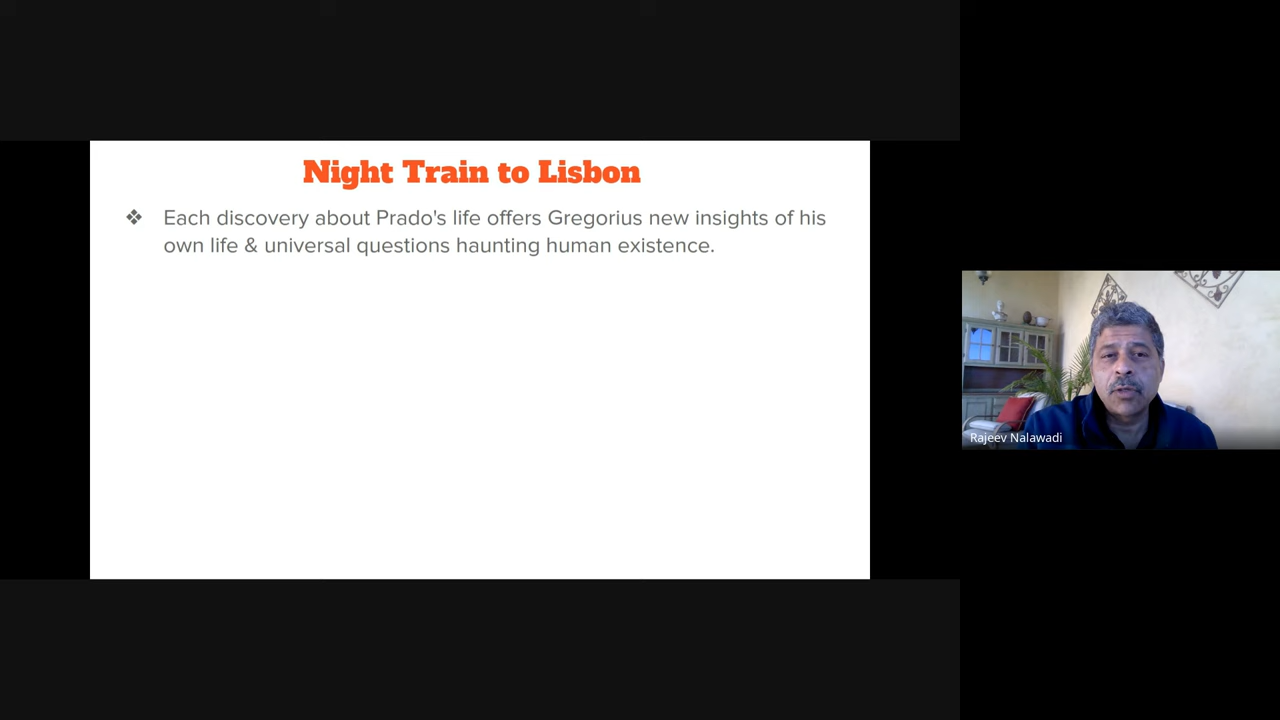 Night Train to Lisbon
❖ Each discovery about Prado's life offers Gregorius new insights of his
own life & universal questions haunting human existence.
Rajeev Nalawadi